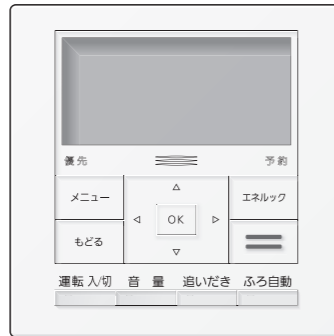 優先 予約
メニュー エネルック
OK
もどる
運転 入/切 音 量 追いだき ふろ自動